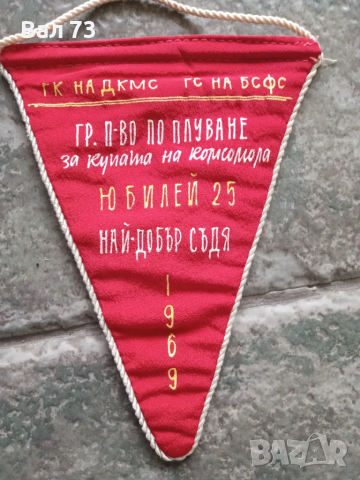 Вал 73
ГК НА ДКМС ГС НА БСФС
ГР. П-ВО ПО ПЛУВАНЕ
за купата на комсомола
ЮБИЛЕЙ 25
НАЙ-ДОБЪР СЪДЯ
1
9
6
9
BAZAR